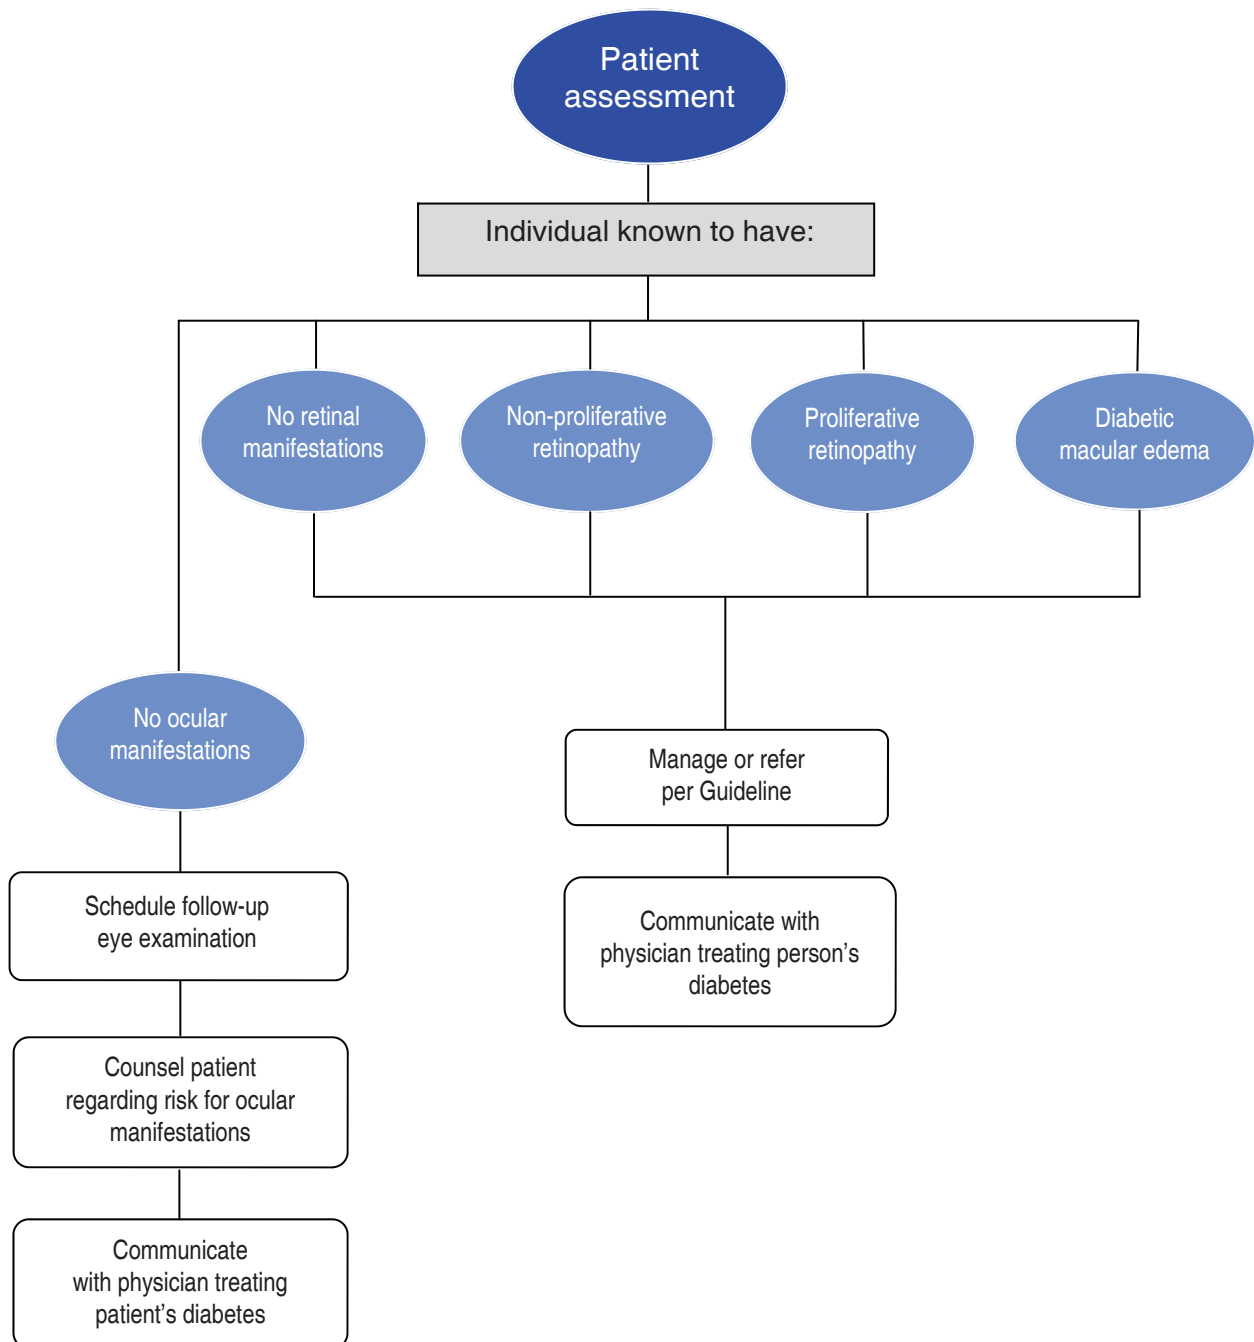 Patient
assessment
Individual known to have:
No retinal
manifestations
Non-proliferative
retinopathy
Proliferative
retinopathy
Diabetic
macular edema
No ocular
manifestations
Manage or refer
per Guideline
Schedule follow-up
eye examination
Communicate with
physician treating person's
diabetes
Counsel patient
regarding risk for ocular
manifestations
Communicate
with physician treating
patient's diabetes